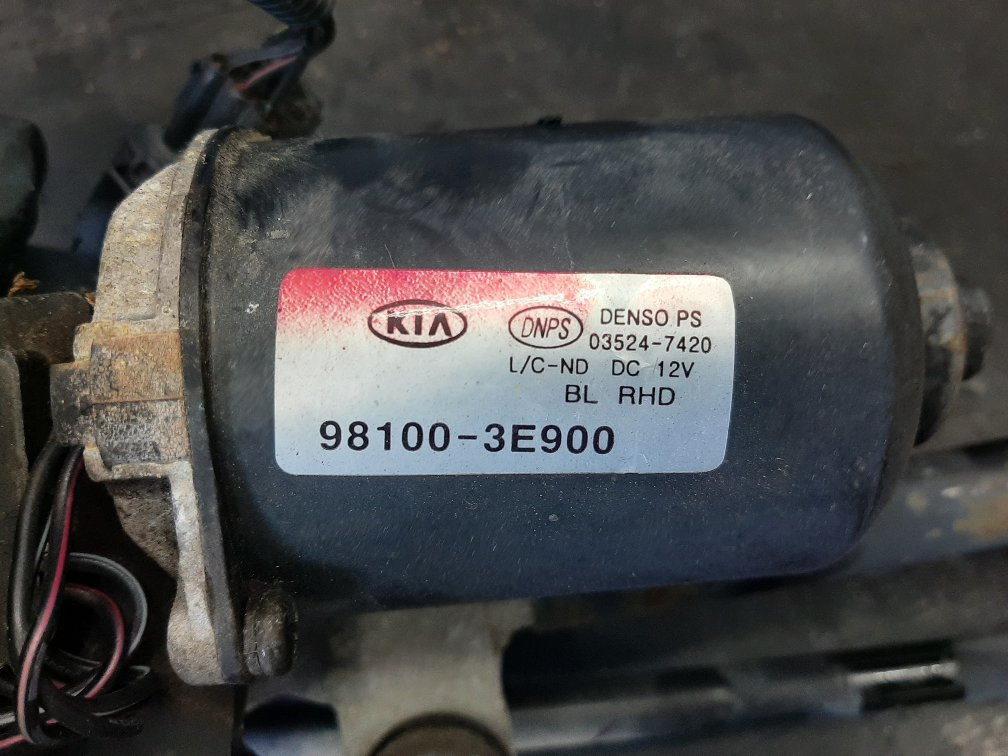 KIA DNPS DENSO PS
03524-7420
L/C-ND DC 12V
BL RHD
98100-3E900